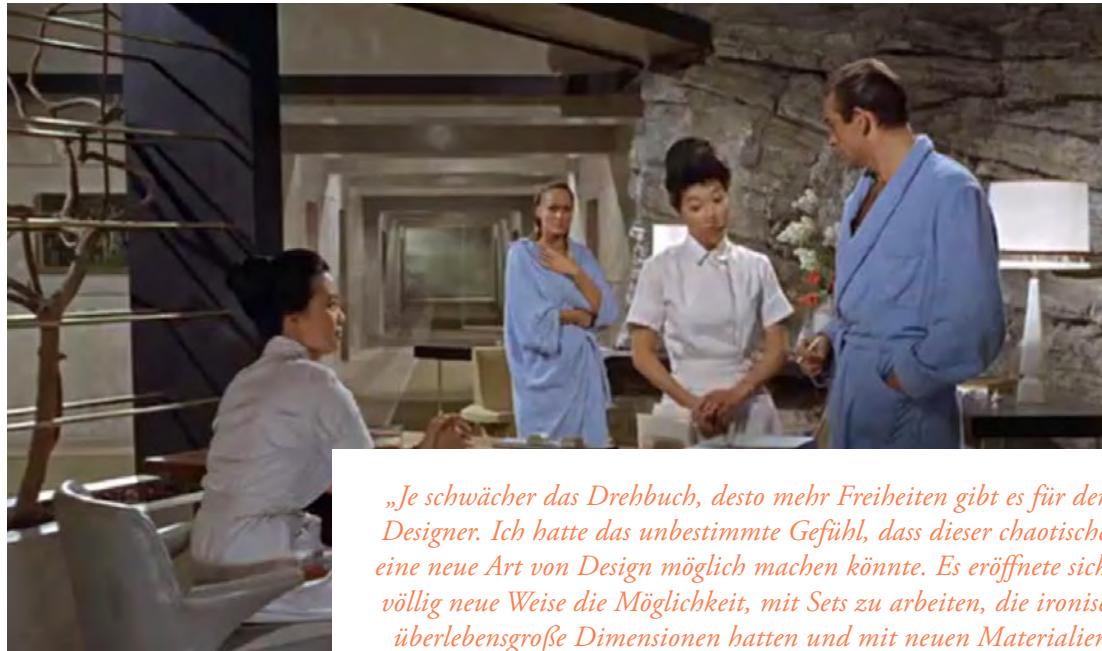 „Je schwächer das Drehbuch, desto mehr Freiheiten gibt es für der
Designer. Ich hatte das unbestimmte Gefühl, dass dieser chaotische
eine neue Art von Design möglich machen könnte. Es eröffnete sich
völlig neue Weise die Möglichkeit, mit Sets zu arbeiten, die ironisc
überlebensgroße Dimensionen hatten und mit neuen Materialien